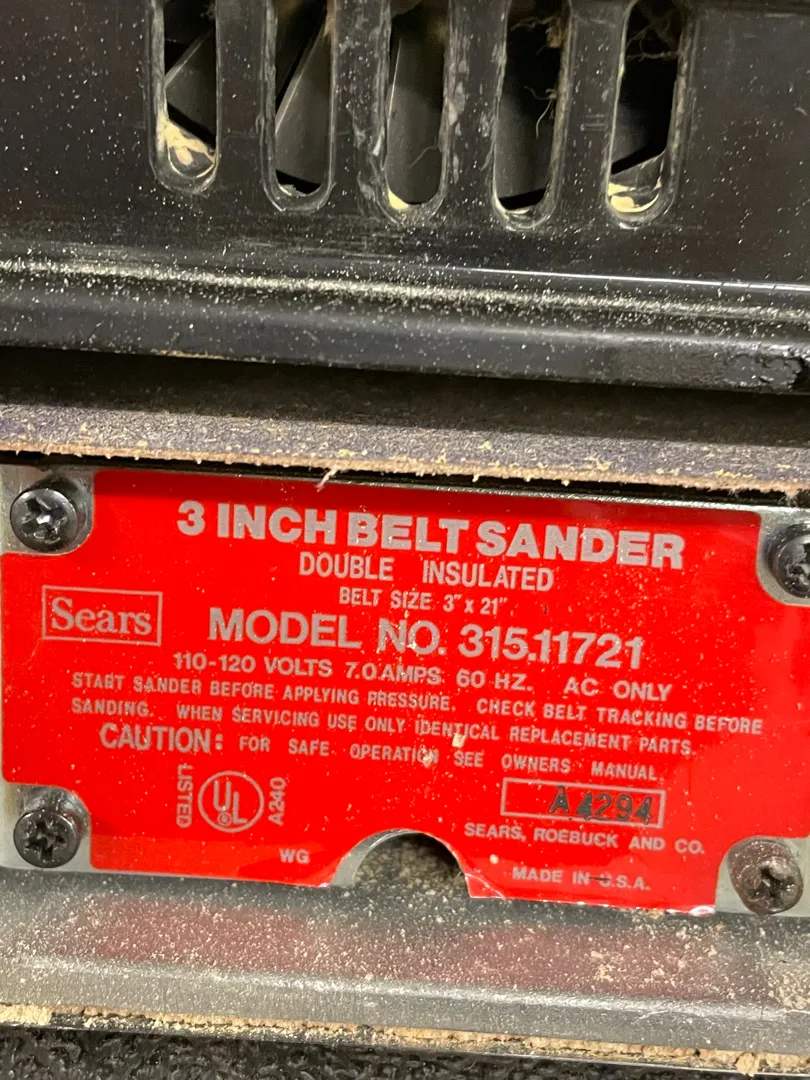 3 INCH BELT SANDER
DOUBLE INSULATED
BELT SIZE 3" x 21"
Sears
MODEL NO. 315.11721
110-120 VOLTS 7.0 AMPS 60 HZ. AC ONLY
START SANDER BEFORE APPLYING PRESSURE. CHECK BELT TRACKING BEFORE
SANDING. WHEN SERVICING USE ONLY IDENTICAL REPLACEMENT PARTS.
CAUTION: FOR SAFE OPERATION SEE OWNERS MANUAL
LISTED
UL
®
A240
A4294
SEARS, ROEBUCK AND CO.
WG
MADE IN U.S.A.